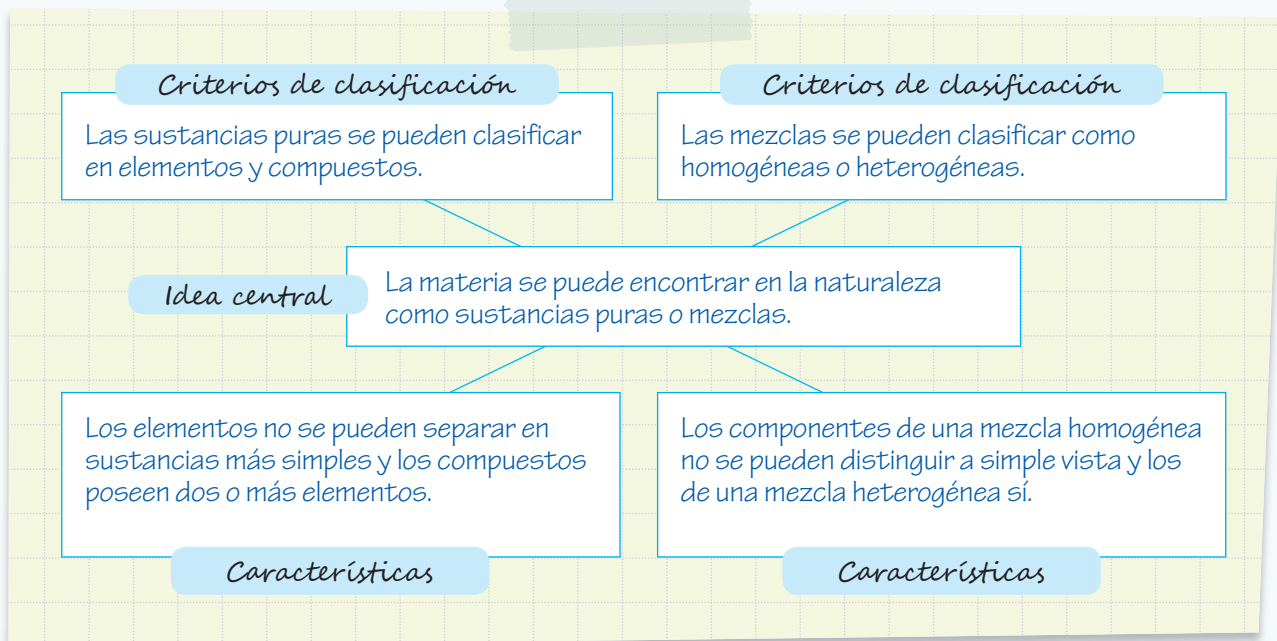 Criterios de clasificación
Las sustancias puras se pueden clasificar
en elementos y compuestos.
Criterios de clasificación
Las mezclas se pueden clasificar como
homogéneas o heterogéneas.
Idea central
La materia se puede encontrar en la naturaleza
como sustancias puras o mezclas.
Los elementos no se pueden separar en
sustancias más simples y los compuestos
poseen dos o más elementos.
Características
Los componentes de una mezcla homogénea
no se pueden distinguir a simple vista y los
de una mezcla heterogénea sí.
Características